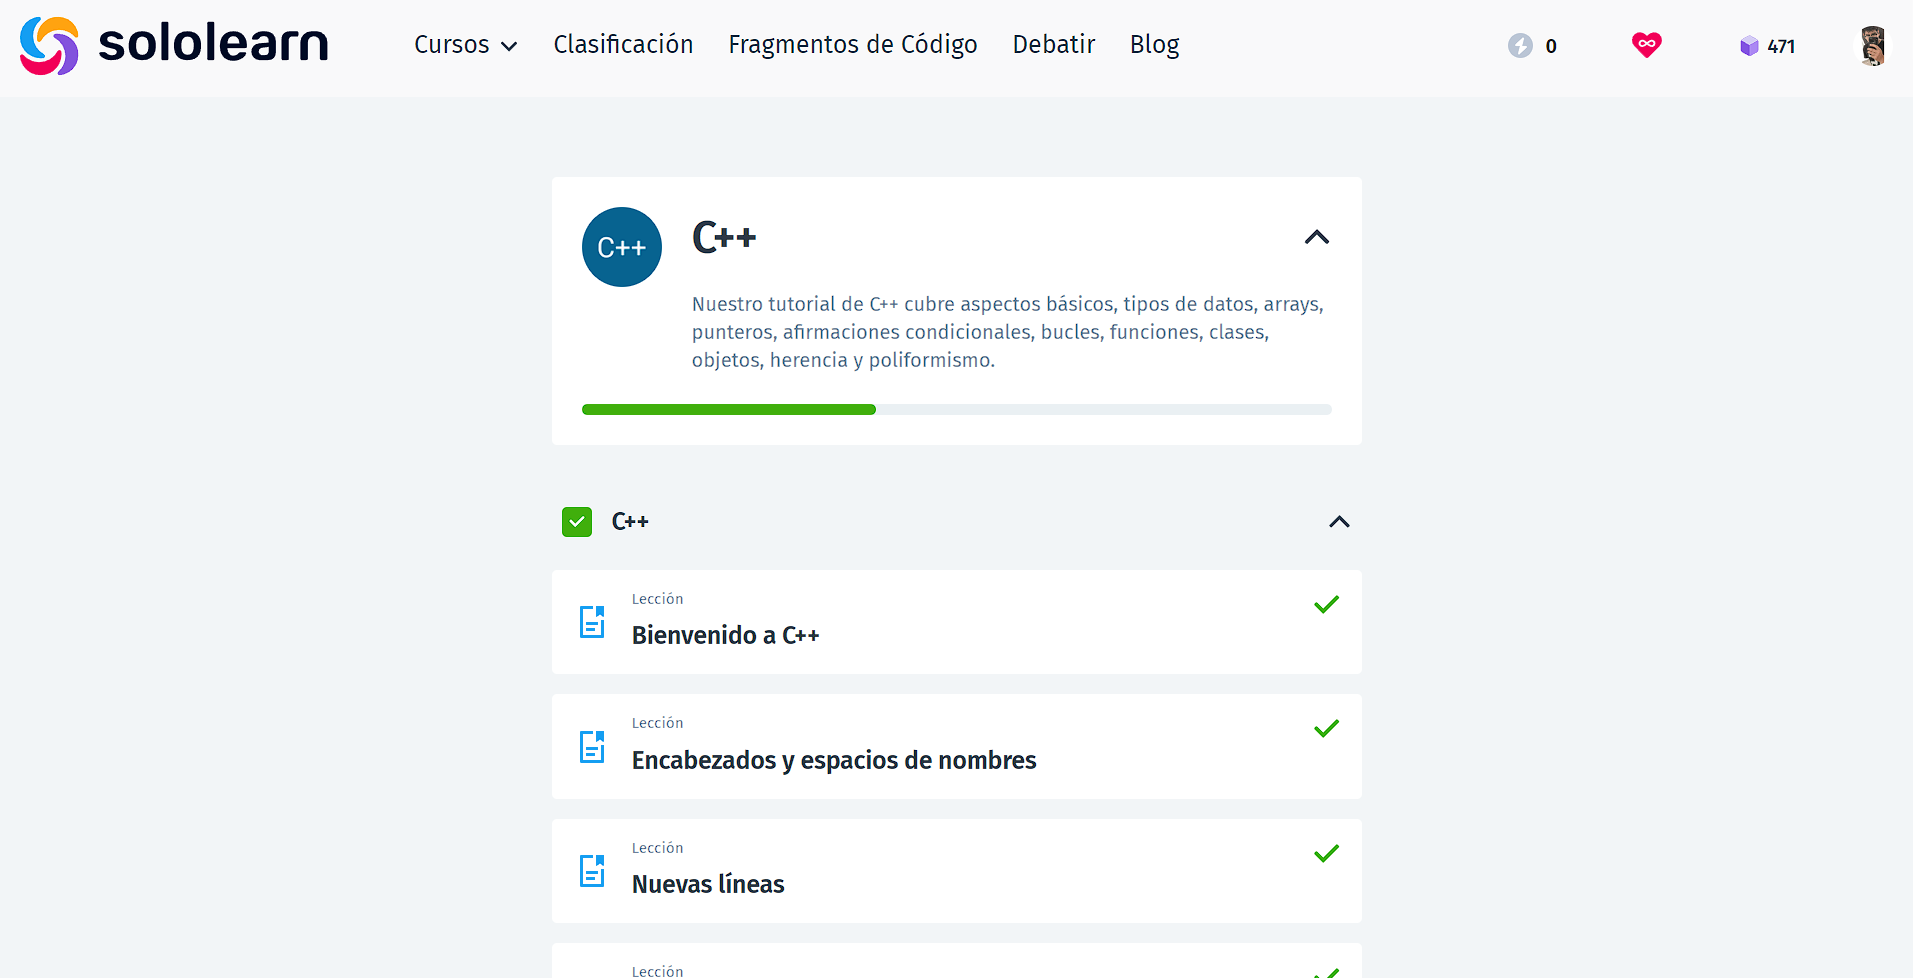 sololearn
Cursos
Clasificación
Fragmentos de Código
Debatir
Blog
0
471
C++
C++
Nuestro tutorial de C++ cubre aspectos básicos, tipos de datos, arrays,
punteros, afirmaciones condicionales, bucles, funciones, clases,
objetos, herencia y poliformismo.
C++
Lección
Bienvenido a C++
Lección
Encabezados y espacios de nombres
Lección
Nuevas líneas
Lección